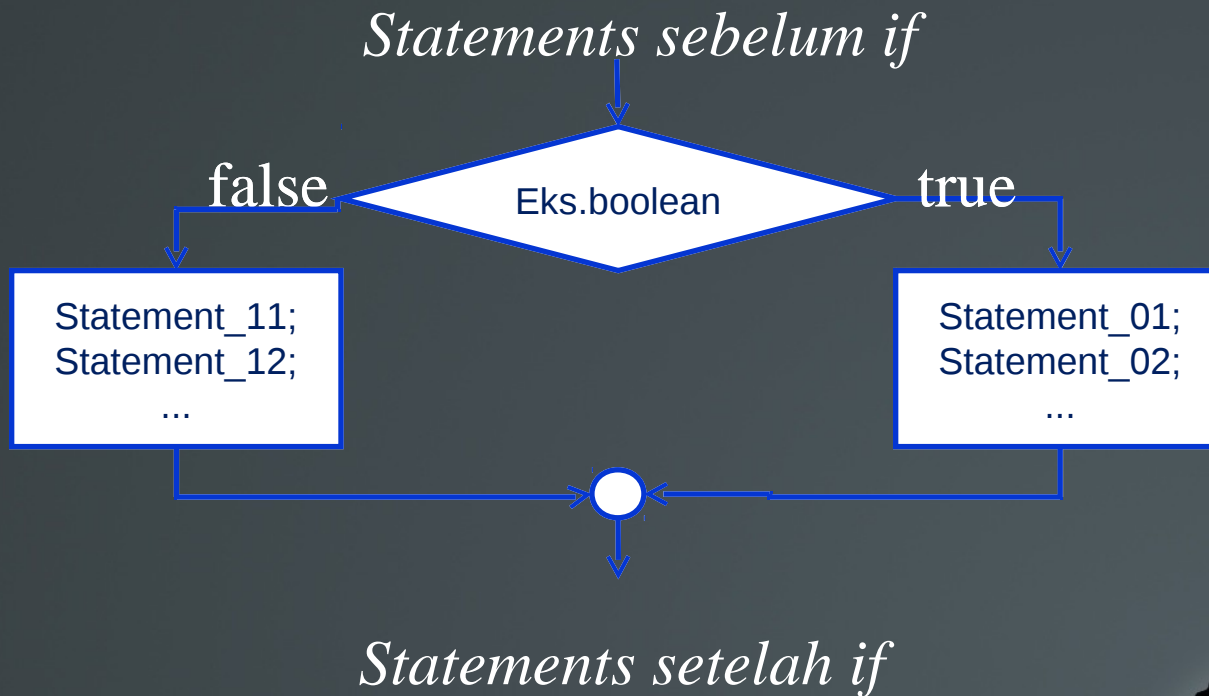 Statements sebelum if
false
Eks.boolean
true
Statement_11;
Statement_12;
...
Statement_01;
Statement_02;
...
Statements setelah if